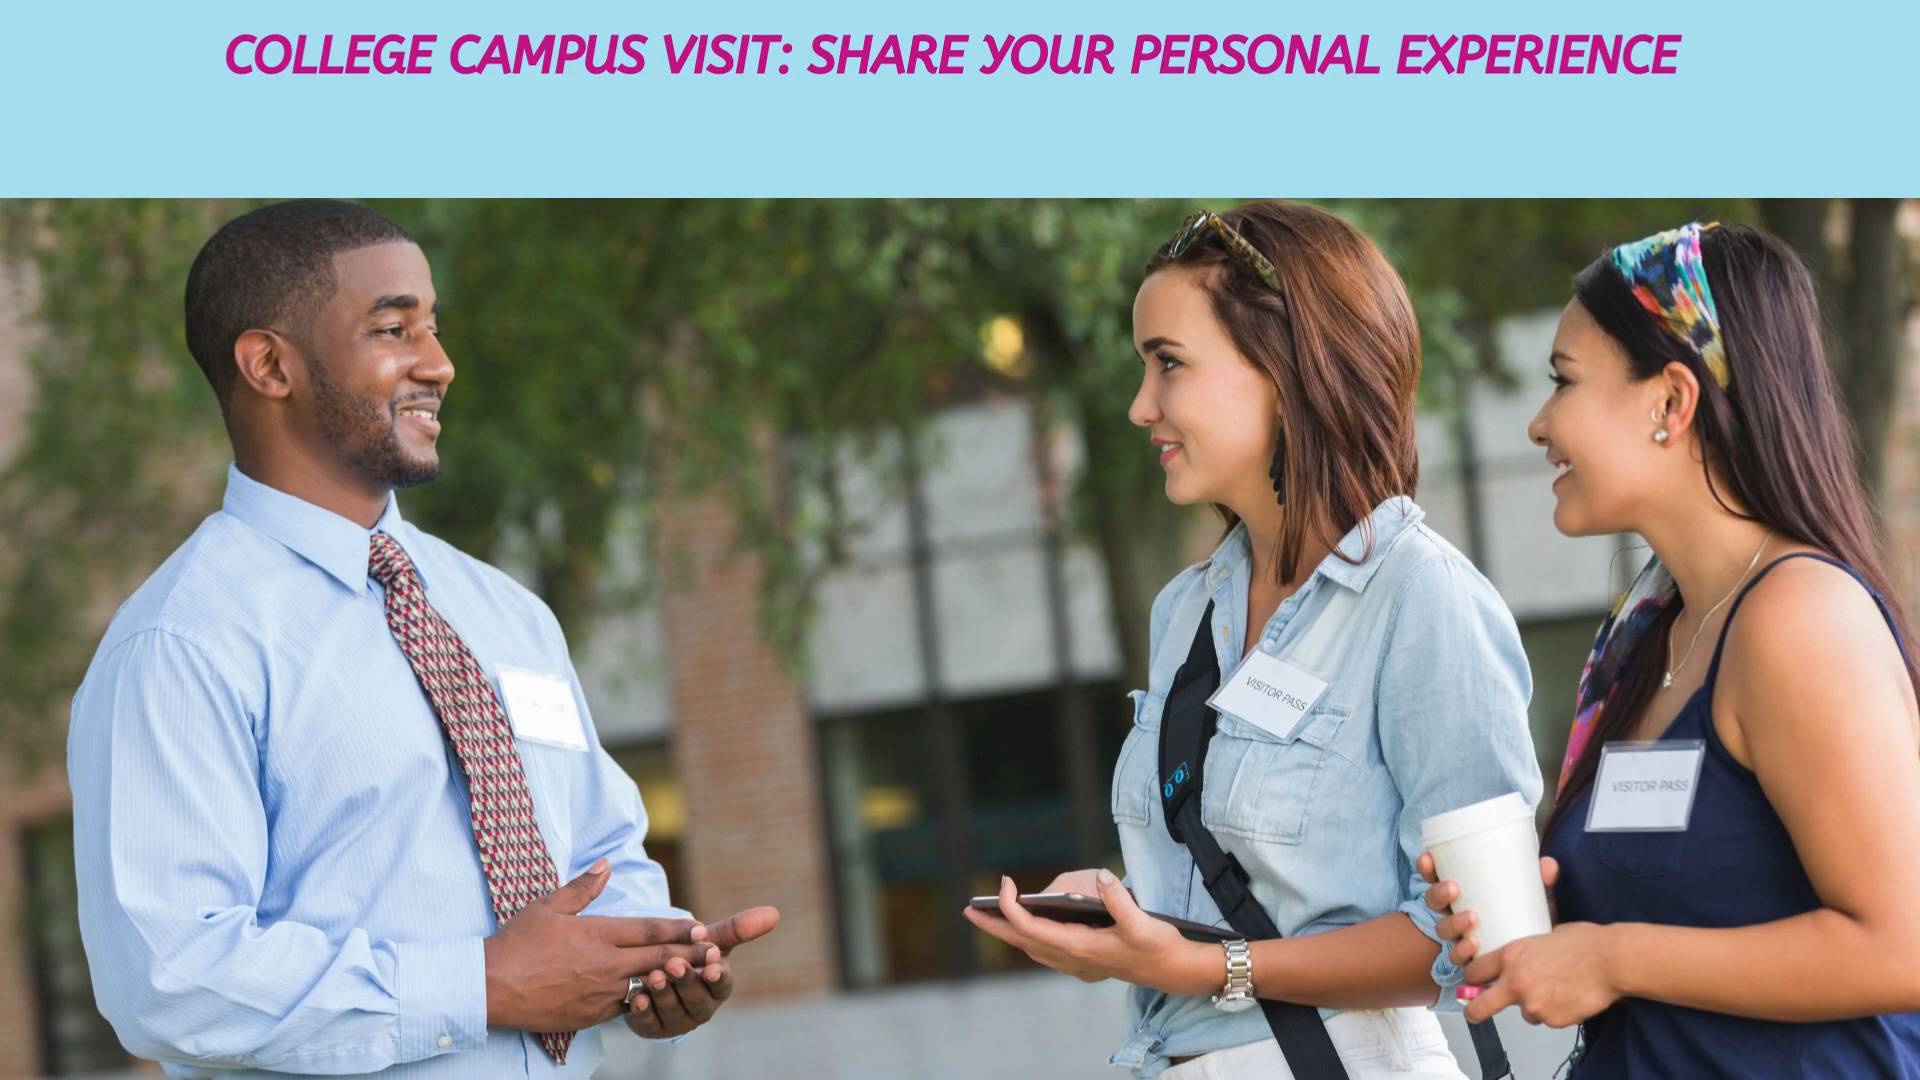 COLLEGE CAMPUS VISIT: SHARE YOUR PERSONAL EXPERIENCE
VISITOR PASS
VISITOR PASS